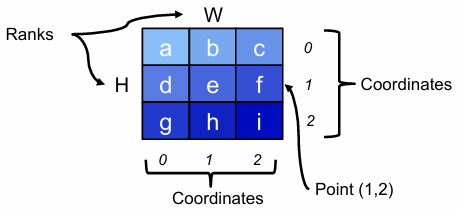 W
Ranks
a b c 0
H d e f 1 Coordinates
g h i 2
0 1 2
Coordinates
Point (1,2)